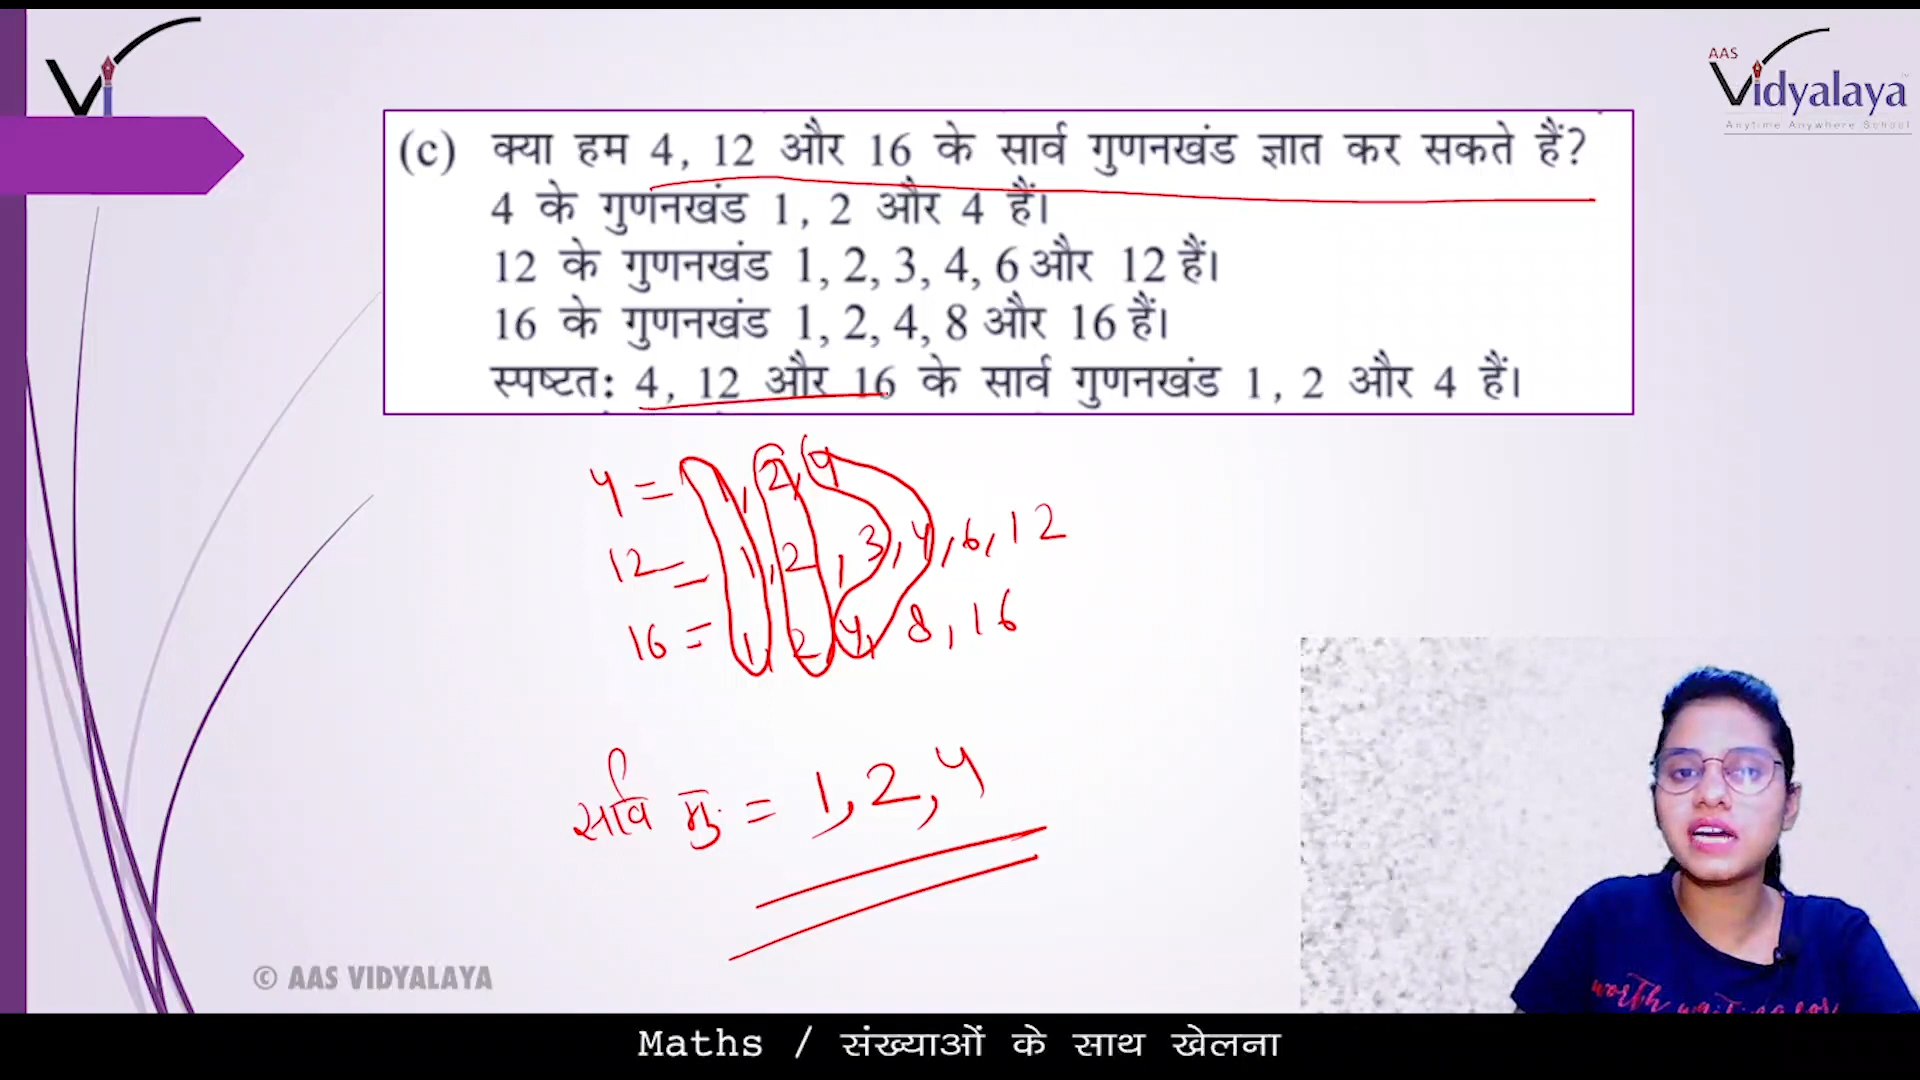 AAS
Vidyalaya
Anytime Anywhere School
(c) क्या हम 4, 12 और 16 के सार्व गुणनखंड ज्ञात कर सकते हैं?
4 के गुणनखंड 1, 2 और 4 हैं।
12 के गुणनखंड 1, 2, 3, 4, 6 और 12 हैं।
16 के गुणनखंड 1, 2, 4, 8 और 16 हैं।
स्पष्टतः 4, 12 और 16 के सार्व गुणनखंड 1, 2 और 4 हैं।
4 = 1, 2, 4
12 = 1, 2, 3, 4, 6, 12
16 = 1, 2, 4, 8, 16
सार्व गु. = 1, 2, 4
worth waiting for
© AAS VIDYALAYA
Maths / संख्याओं के साथ खेलना